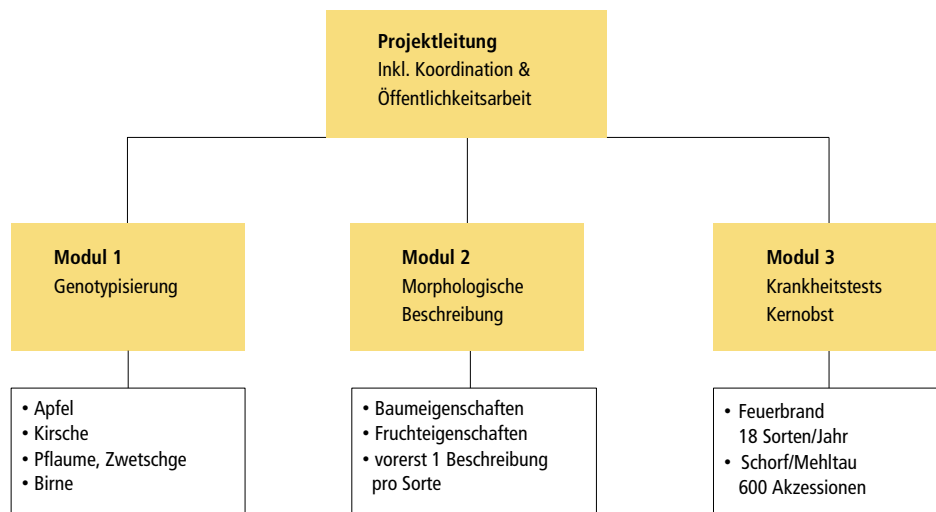 Projektleitung
Inkl. Koordination &
Öffentlichkeitsarbeit
Modul 1
Genotypisierung
Modul 2
Morphologische
Beschreibung
Modul 3
Krankheitstests
Kernobst
• Apfel
• Kirsche
• Pflaume, Zwetschge
• Birne
• Baumeigenschaften
• Fruchteigenschaften
• vorerst 1 Beschreibung
pro Sorte
• Feuerbrand
18 Sorten/Jahr
• Schorf/Mehltau
600 Akzessionen